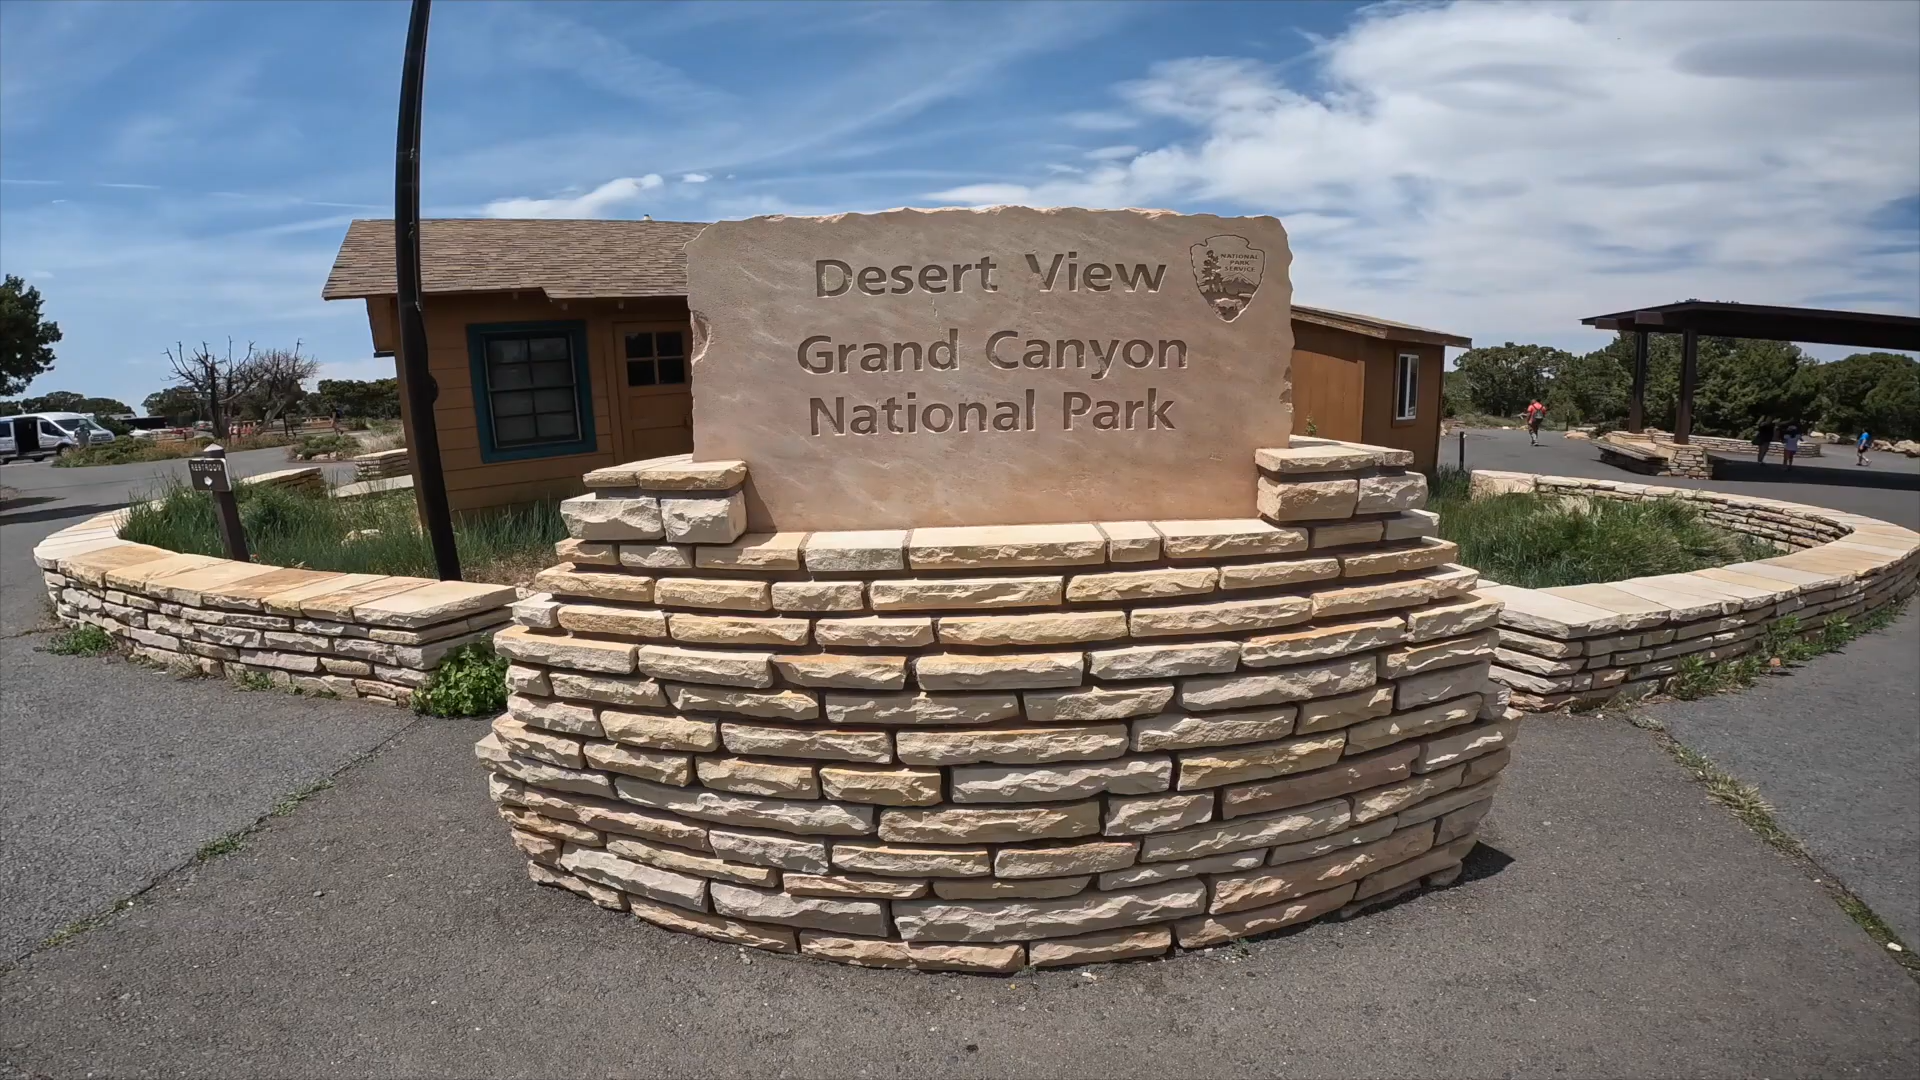 Desert View
Grand Canyon
National Park
NATIONAL
PARK
SERVICE
RESTROOM